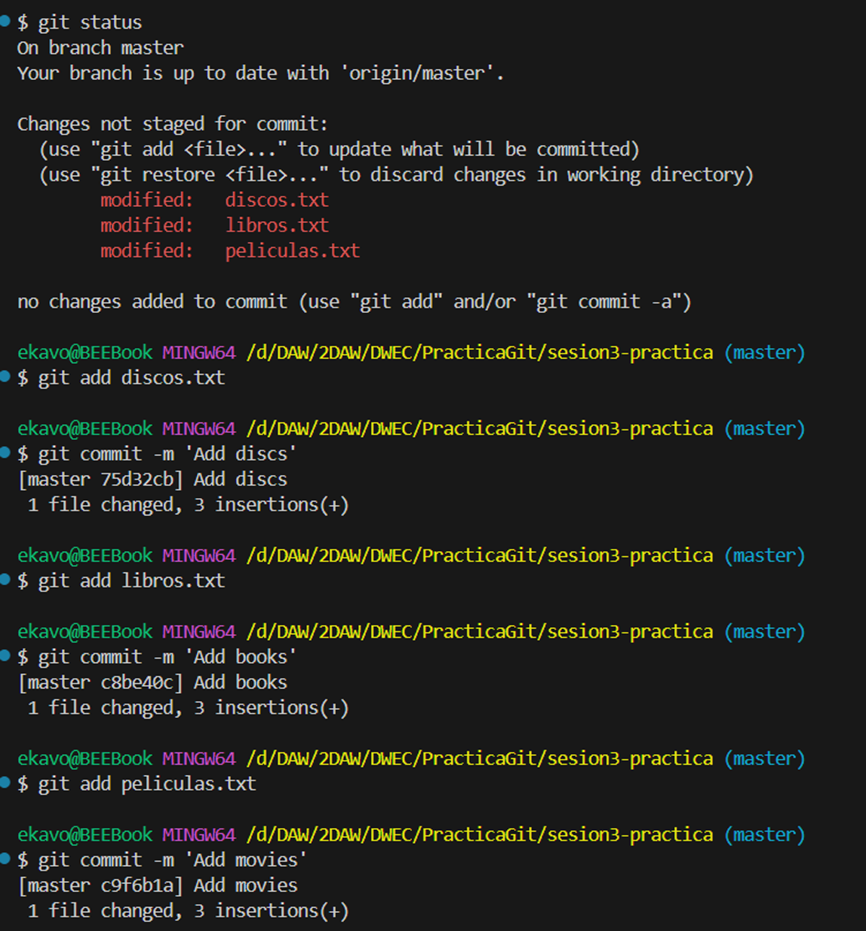 $ git status
On branch master
Your branch is up to date with 'origin/master'.
Changes not staged for commit:
  (use "git add <file>..." to update what will be committed)
  (use "git restore <file>..." to discard changes in working directory)
        modified:   discos.txt
        modified:   libros.txt
        modified:   peliculas.txt
no changes added to commit (use "git add" and/or "git commit -a")
ekavo@BEEBook MINGW64 /d/DAW/2DAW/DWEC/PracticaGit/sesion3-practica (master)
$ git add discos.txt
ekavo@BEEBook MINGW64 /d/DAW/2DAW/DWEC/PracticaGit/sesion3-practica (master)
$ git commit -m 'Add discs'
[master 75d32cb] Add discs
 1 file changed, 3 insertions(+)
ekavo@BEEBook MINGW64 /d/DAW/2DAW/DWEC/PracticaGit/sesion3-practica (master)
$ git add libros.txt
ekavo@BEEBook MINGW64 /d/DAW/2DAW/DWEC/PracticaGit/sesion3-practica (master)
$ git commit -m 'Add books'
[master c8be40c] Add books
 1 file changed, 3 insertions(+)
ekavo@BEEBook MINGW64 /d/DAW/2DAW/DWEC/PracticaGit/sesion3-practica (master)
$ git add peliculas.txt
ekavo@BEEBook MINGW64 /d/DAW/2DAW/DWEC/PracticaGit/sesion3-practica (master)
$ git commit -m 'Add movies'
[master c9f6b1a] Add movies
 1 file changed, 3 insertions(+)